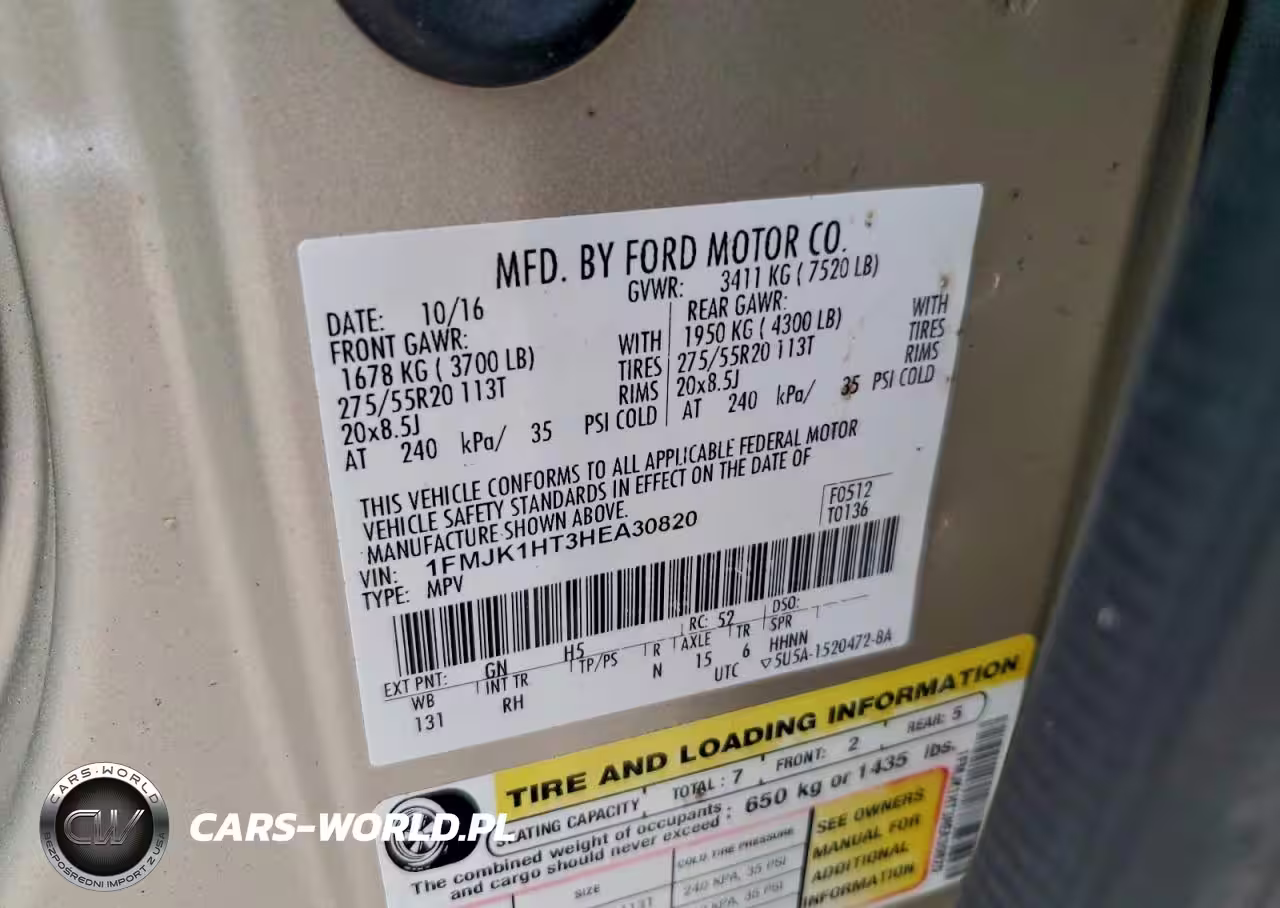 MFD. BY FORD MOTOR CO.
DATE: 10/16 GVWR: 3411 KG ( 7520 LB)
FRONT GAWR: REAR GAWR:
1678 KG ( 3700 LB) WITH 1950 KG ( 4300 LB) WITH
275/55R20 113T TIRES 275/55R20 113T TIRES
20x8.5J RIMS 20x8.5J RIMS
AT 240 kPa/ 35 PSI COLD AT 240 kPa/ 35 PSI COLD
THIS VEHICLE CONFORMS TO ALL APPLICABLE FEDERAL MOTOR
VEHICLE SAFETY STANDARDS IN EFFECT ON THE DATE OF
MANUFACTURE SHOWN ABOVE.
F0512
T0136
VIN: 1FMJK1HT3HEA30820
TYPE: MPV
EXT PNT: GN H5 RC: 52 DSO:
WB INT TR TP/PS R AXLE TR SPR
131 RH N 15 6 HHNN
UTC ▽5U5A-1520472-BA
TIRE AND LOADING INFORMATION
SEATING CAPACITY TOTAL: 7 FRONT: 2 REAR: 5
The combined weight of occupants
and cargo should never exceed: 650 kg or 1435 lbs.
SIZE COLD TIRE PRESSURE
240 KPA, 35 PSI
SEE OWNERS
MANUAL FOR
ADDITIONAL
INFORMATION
CARS-WORLD
CW
BEZPOŚREDNI IMPORT Z USA
CARS-WORLD.PL